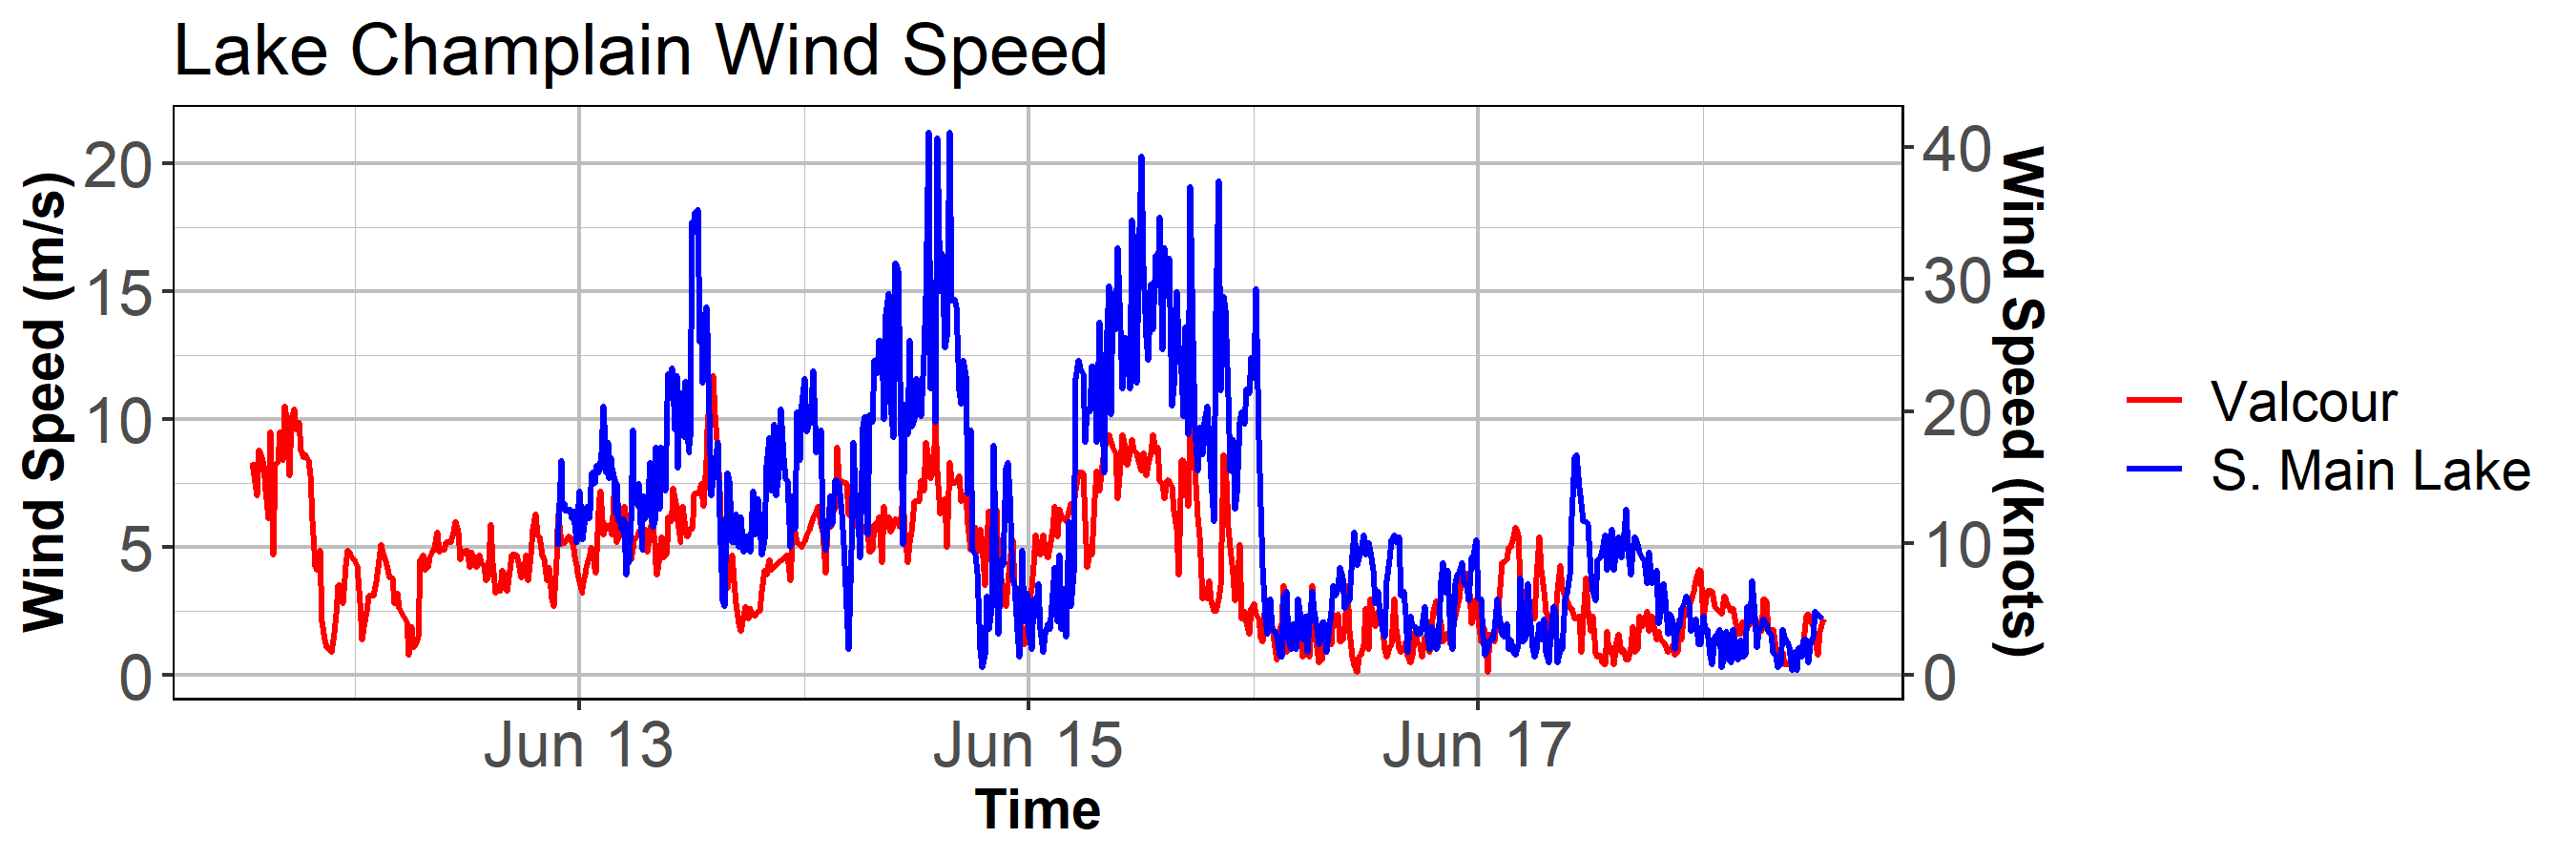 Lake Champlain Wind Speed
Wind Speed (m/s)
20
15
10
5
0
40
30
20
10
0
Wind Speed (knots)
Jun 13
Jun 15
Jun 17
Time
Valcour
S. Main Lake